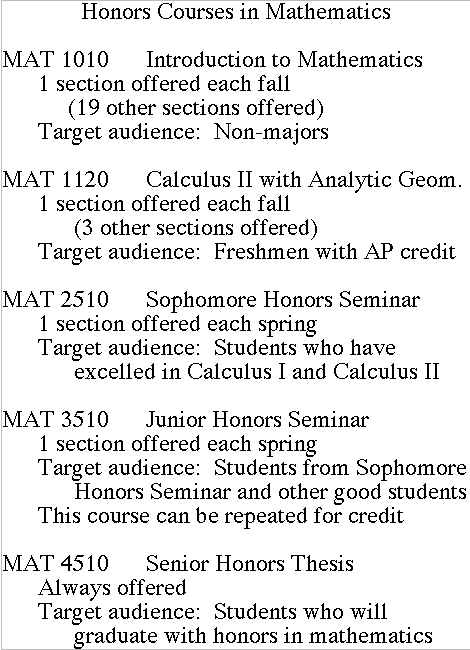 Honors Courses in Mathematics
MAT 1010 Introduction to Mathematics
1 section offered each fall
(19 other sections offered)
Target audience: Non-majors
MAT 1120 Calculus II with Analytic Geom.
1 section offered each fall
(3 other sections offered)
Target audience: Freshmen with AP credit
MAT 2510 Sophomore Honors Seminar
1 section offered each spring
Target audience: Students who have
excelled in Calculus I and Calculus II
MAT 3510 Junior Honors Seminar
1 section offered each spring
Target audience: Students from Sophomore
Honors Seminar and other good students
This course can be repeated for credit
MAT 4510 Senior Honors Thesis
Always offered
Target audience: Students who will
graduate with honors in mathematics